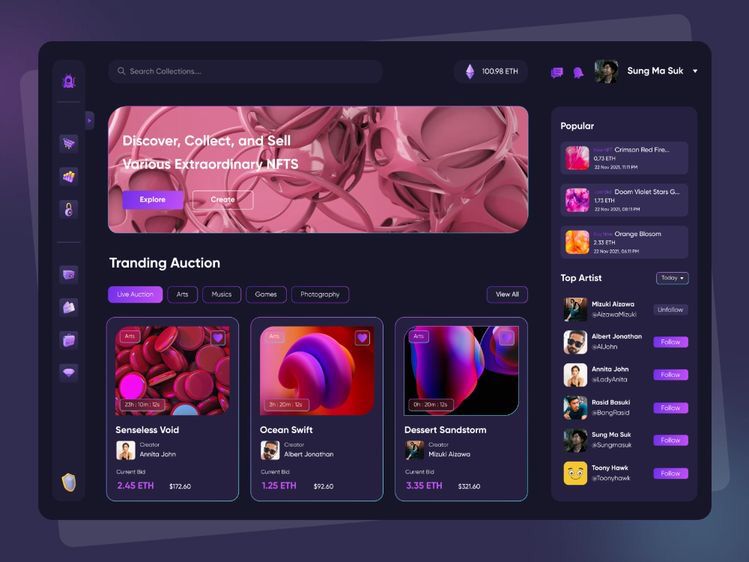 Search Collections...
100.98 ETH
Sung Ma Suk
Discover, Collect, and Sell
Various Extraordinary NFTS
Explore
Create
Tranding Auction
Live Auction
Arts
Musics
Games
Photography
View All
Arts
23h : 10m : 12s
Senseless Void
Creator
Annita John
Current Bid
2.45 ETH
$172.60
Arts
3h : 20m : 12s
Ocean Swift
Creator
Albert Jonathan
Current Bid
1.25 ETH
$92.60
Arts
0h : 20m : 12s
Dessert Sandstorm
Creator
Mizuki Aizawa
Current Bid
3.35 ETH
$321.60
Popular
Crimson Red Fire...
0.73 ETH
22 Nov 2021, 11:11 PM
Doom Violet Stars G...
1.73 ETH
22 Nov 2021, 08:11 PM
Orange Blosom
2.33 ETH
22 Nov 2021, 06:11 PM
Top Artist
Today
Mizuki Aizawa
@AizawaMizuki
Unfollow
Albert Jonathan
@AlJohn
Follow
Annita John
@LadyAnita
Follow
Rasid Basuki
@BongRasid
Follow
Sung Ma Suk
@Sungmasuk
Follow
Toony Hawk
@Toonyhawk
Follow